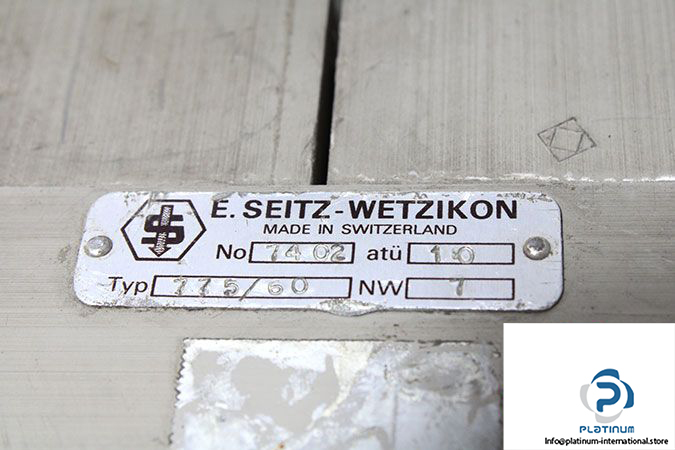 E. SEITZ-WETZIKON
MADE IN SWITZERLAND
No 7402 atü 10
Typ 775/60 NW 7
PLATINUM
Info@platinum-international.store